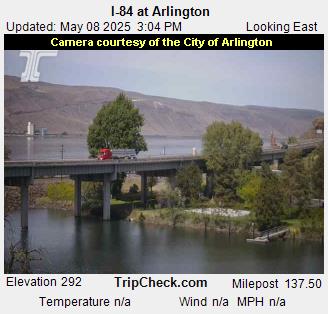 I-84 at Arlington
Updated: May 08 2025 3:04 PM Looking East
Camera courtesy of the City of Arlington
Elevation 292 TripCheck.com Milepost 137.50
Temperature n/a Wind n/a MPH n/a